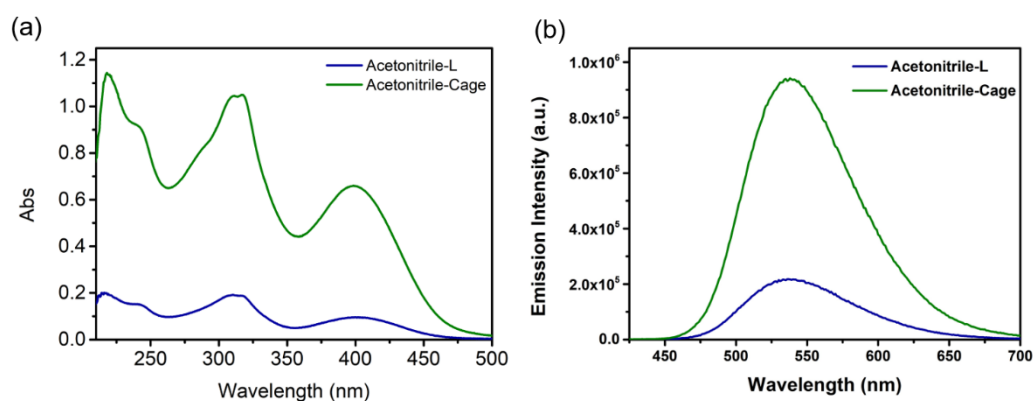 (a)
Acetonitrile-L
Acetonitrile-Cage
1.2
1.0
0.8
0.6
0.4
0.2
0.0
Abs
250
300
350
400
450
500
Wavelength (nm)
(b)
Acetonitrile-L
Acetonitrile-Cage
1.0x10⁶
8.0x10⁵
6.0x10⁵
4.0x10⁵
2.0x10⁵
0.0
Emission Intensity (a.u.)
450
500
550
600
650
700
Wavelength (nm)